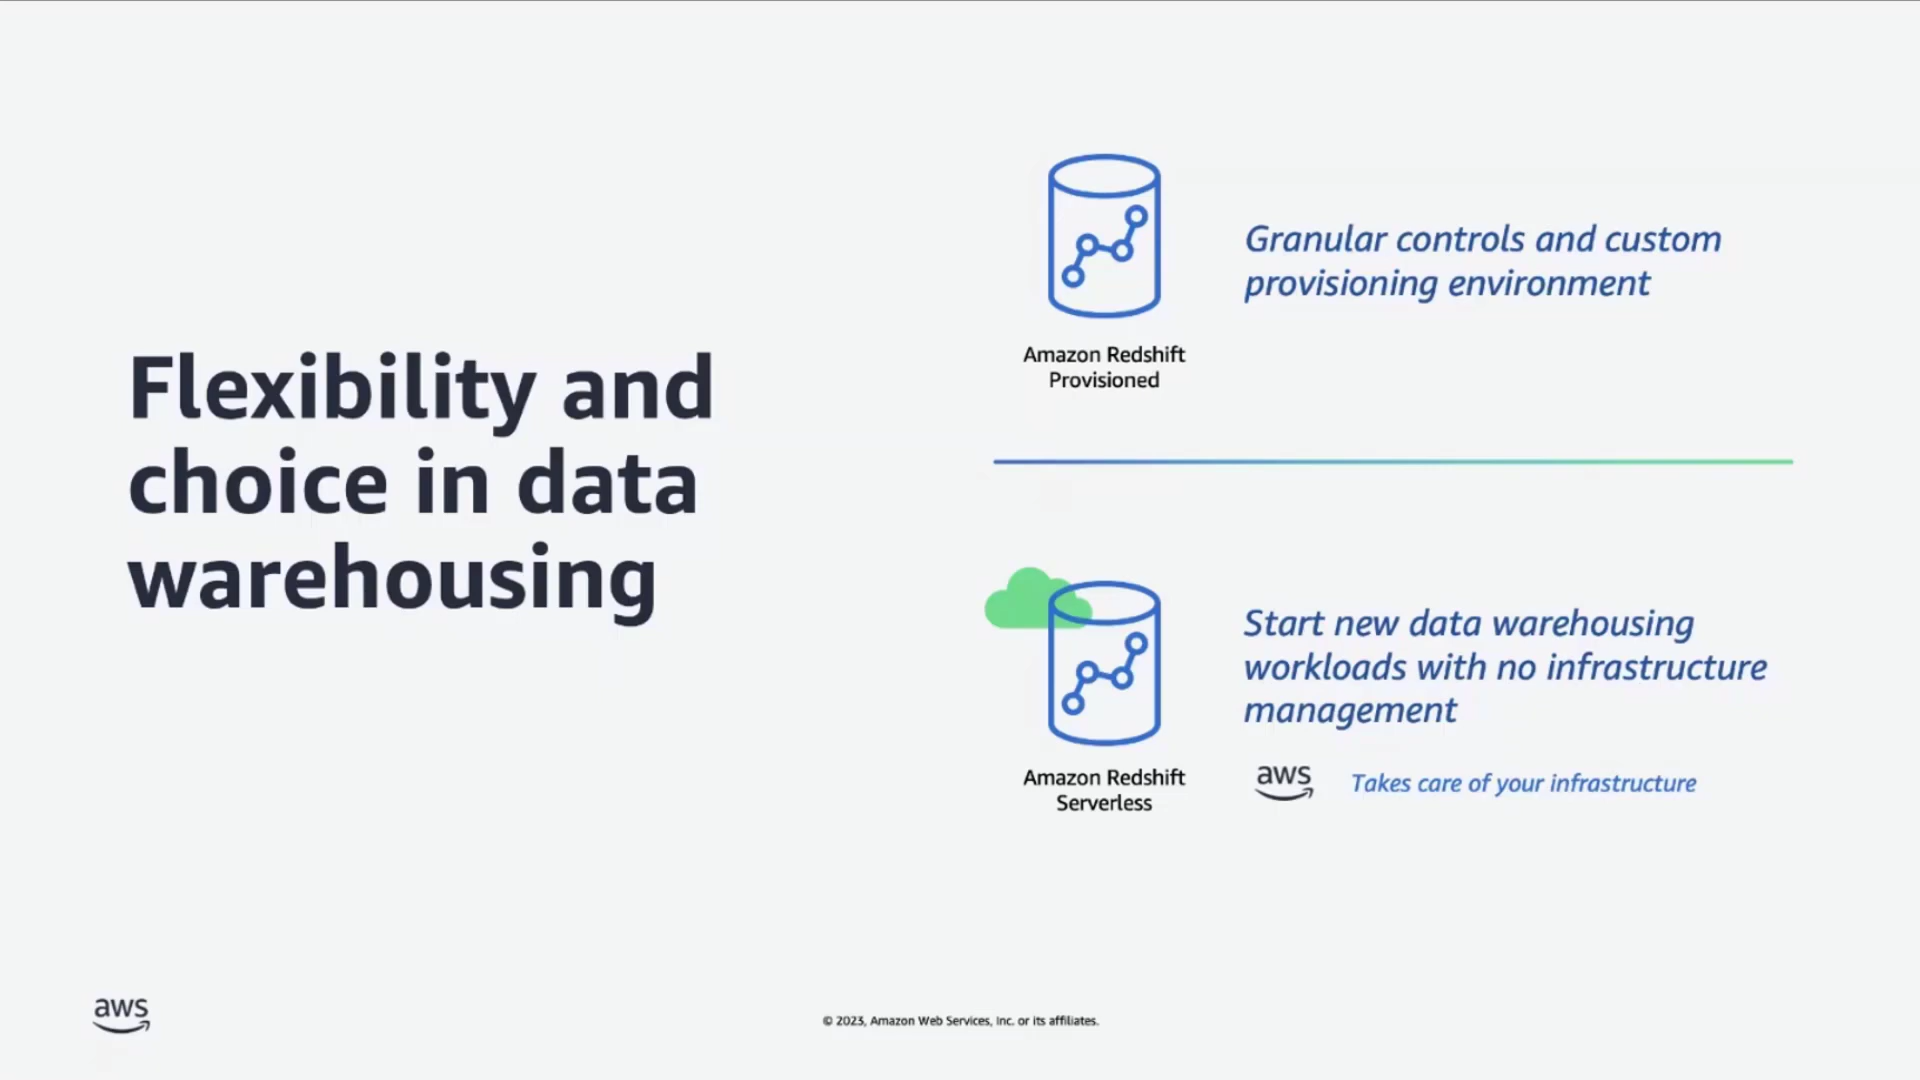 Flexibility and
choice in data
warehousing
Granular controls and custom
provisioning environment
Amazon Redshift
Provisioned
Start new data warehousing
workloads with no infrastructure
management
Amazon Redshift
Serverless
aws
Takes care of your infrastructure
aws
© 2023, Amazon Web Services, Inc. or its affiliates.